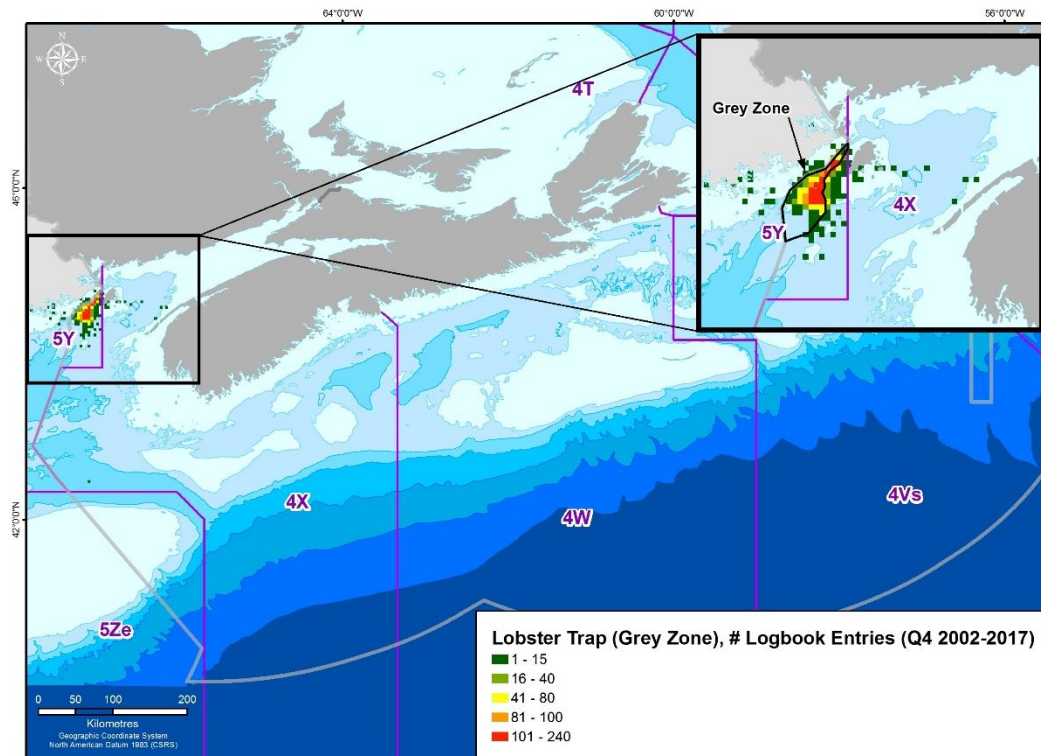 64°0'0"W
60°0'0"W
56°0'0"W
N
W E
S
4T
Grey Zone
4X
5Y
46°0'0"N
5Y
4X
4W
4Vs
42°0'0"N
5Ze
0 50 100 200
Kilometres
Geographic Coordinate System
North American Datum 1983 (CSRS)
Lobster Trap (Grey Zone), # Logbook Entries (Q4 2002-2017)
1 - 15
16 - 40
41 - 80
81 - 100
101 - 240